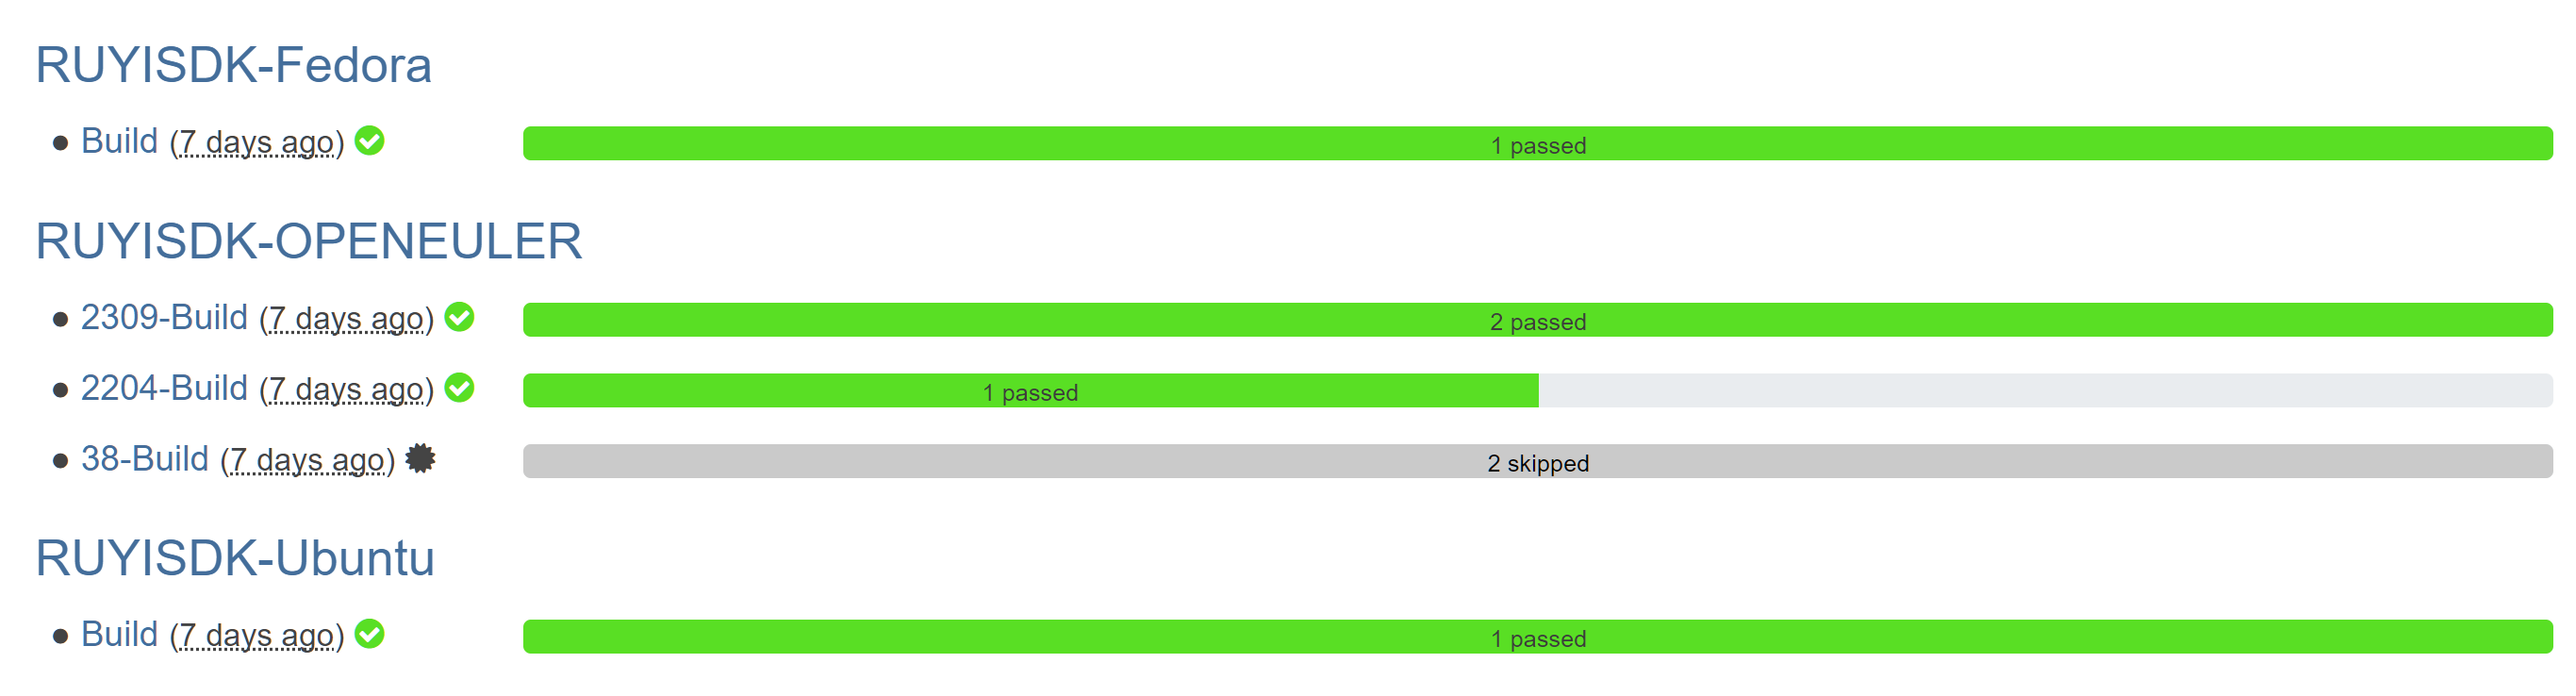 RUYISDK-Fedora
Build (7 days ago)
1 passed
RUYISDK-OPENEULER
2309-Build (7 days ago)
2 passed
2204-Build (7 days ago)
1 passed
38-Build (7 days ago)
2 skipped
RUYISDK-Ubuntu
Build (7 days ago)
1 passed